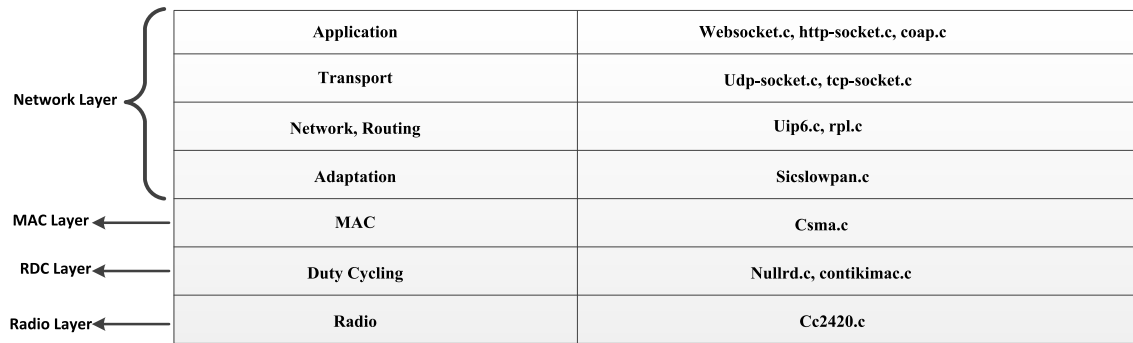 Application Websocket.c, http-socket.c, coap.c
Transport Udp-socket.c, tcp-socket.c
Network Layer
Network, Routing Uip6.c, rpl.c
Adaptation Sicslowpan.c
MAC Layer MAC Csma.c
RDC Layer Duty Cycling Nullrd.c, contikimac.c
Radio Layer Radio Cc2420.c